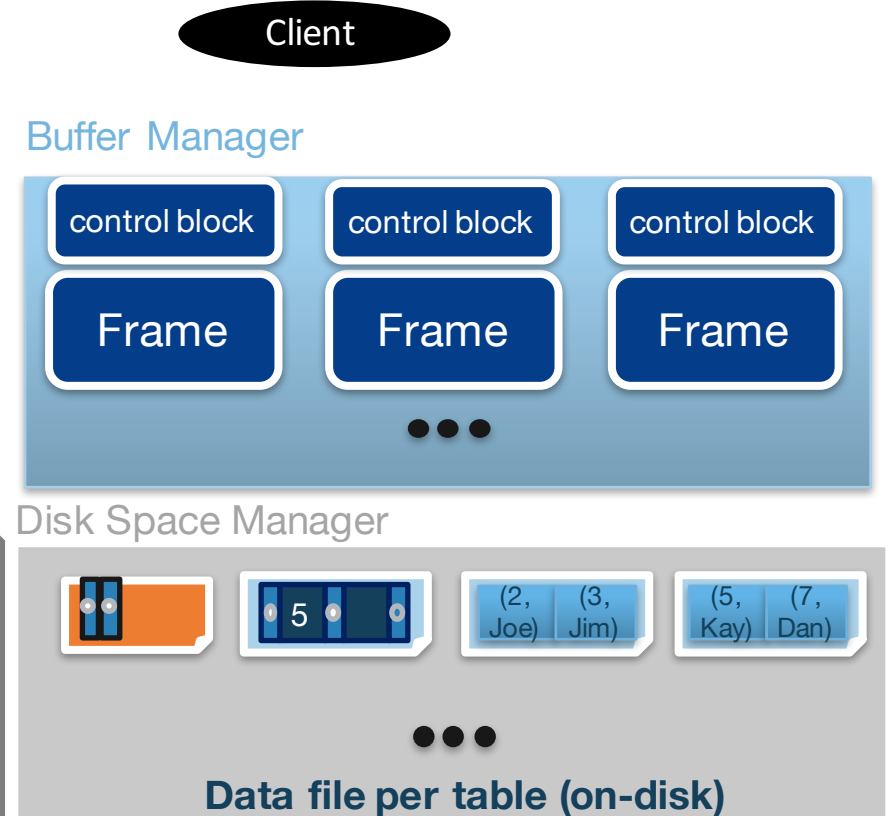 Client
Buffer Manager
control block control block control block
Frame Frame Frame
Disk Space Manager
5
(2, (3, (5, (7,
Joe) Jim) Kay) Dan)
Data file per table (on-disk)